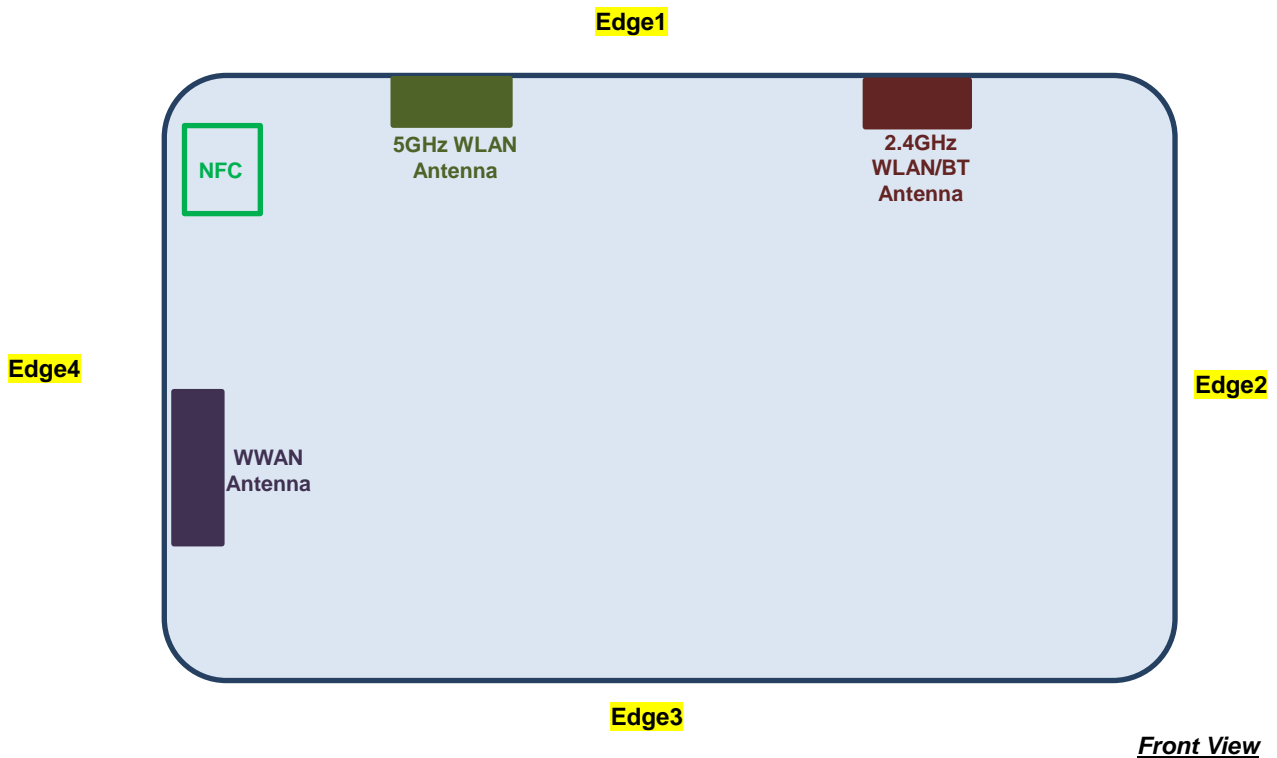 Edge1
NFC
5GHz WLAN
Antenna
2.4GHz
WLAN/BT
Antenna
Edge4
Edge2
WWAN
Antenna
Edge3
Front View